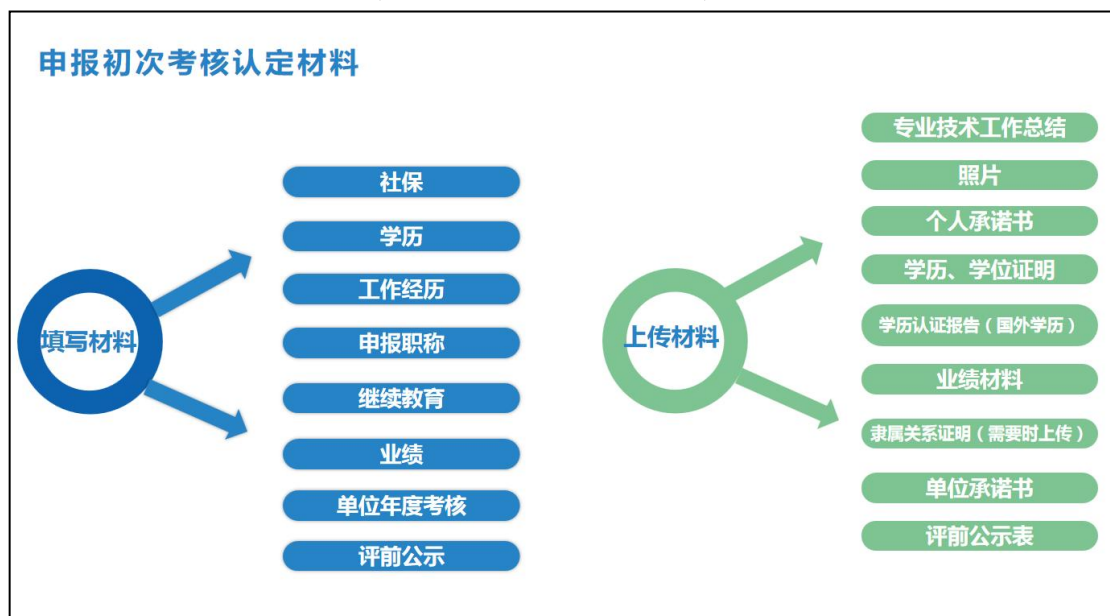 申报初次考核认定材料
填写材料
社保
学历
工作经历
申报职称
继续教育
业绩
单位年度考核
评前公示
上传材料
专业技术工作总结
照片
个人承诺书
学历、学位证明
学历认证报告（国外学历）
业绩材料
隶属关系证明（需要时上传）
单位承诺书
评前公示表